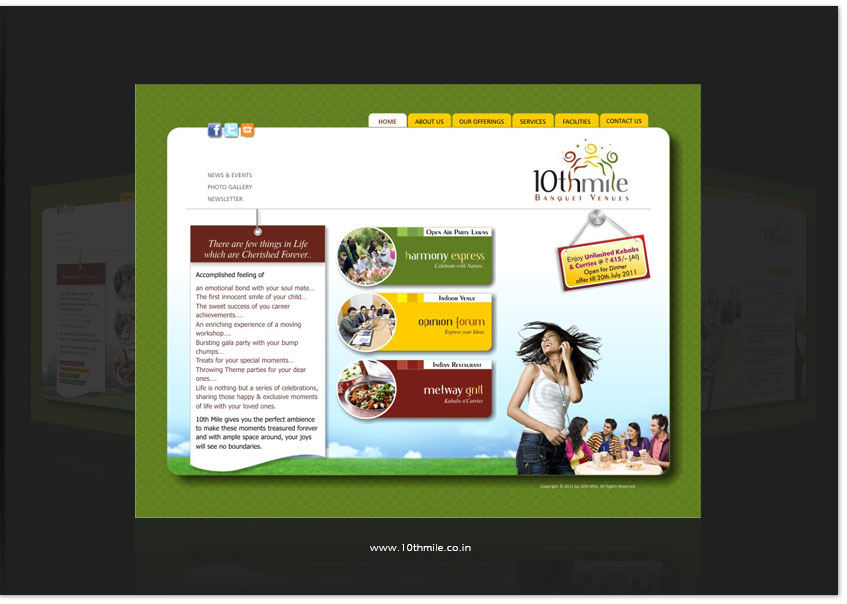 HOME
ABOUT US
OUR OFFERINGS
SERVICES
FACILITIES
CONTACT US
NEWS & EVENTS
PHOTO GALLERY
NEWSLETTER
10thmile
BANQUET VENUES
There are few things in Life
which are Cherished Forever..
Accomplished feeling of
an emotional bond with your soul mate...
The first innocent smile of your child...
The sweet success of you career
achievements....
An enriching experience of a moving
workshop....
Bursting gala party with your bump
chumps...
Treats for your special moments...
Throwing Theme parties for your dear
ones....
Life is nothing but a series of celebrations,
sharing those happy & exclusive moments
of life with your loved ones.
10th Mile gives you the perfect ambience
to make these moments treasured forever
and with ample space around, your joys
will see no boundaries.
OPEN AIR PARTY LAWNS
harmony express
Celebrate with Nature..
INDOOR VENUE
opinion forum
Express your Ideas
INDIAN RESTAURANT
metway grill
Kababs n'Curries
Enjoy Unlimited Kebabs
& Curries @ ₹ 415/- (AI)
Open for Dinner
offer till 20th July 2011
Copyright © 2011 by 10th Mile. All Rights Reserved
www.10thmile.co.in